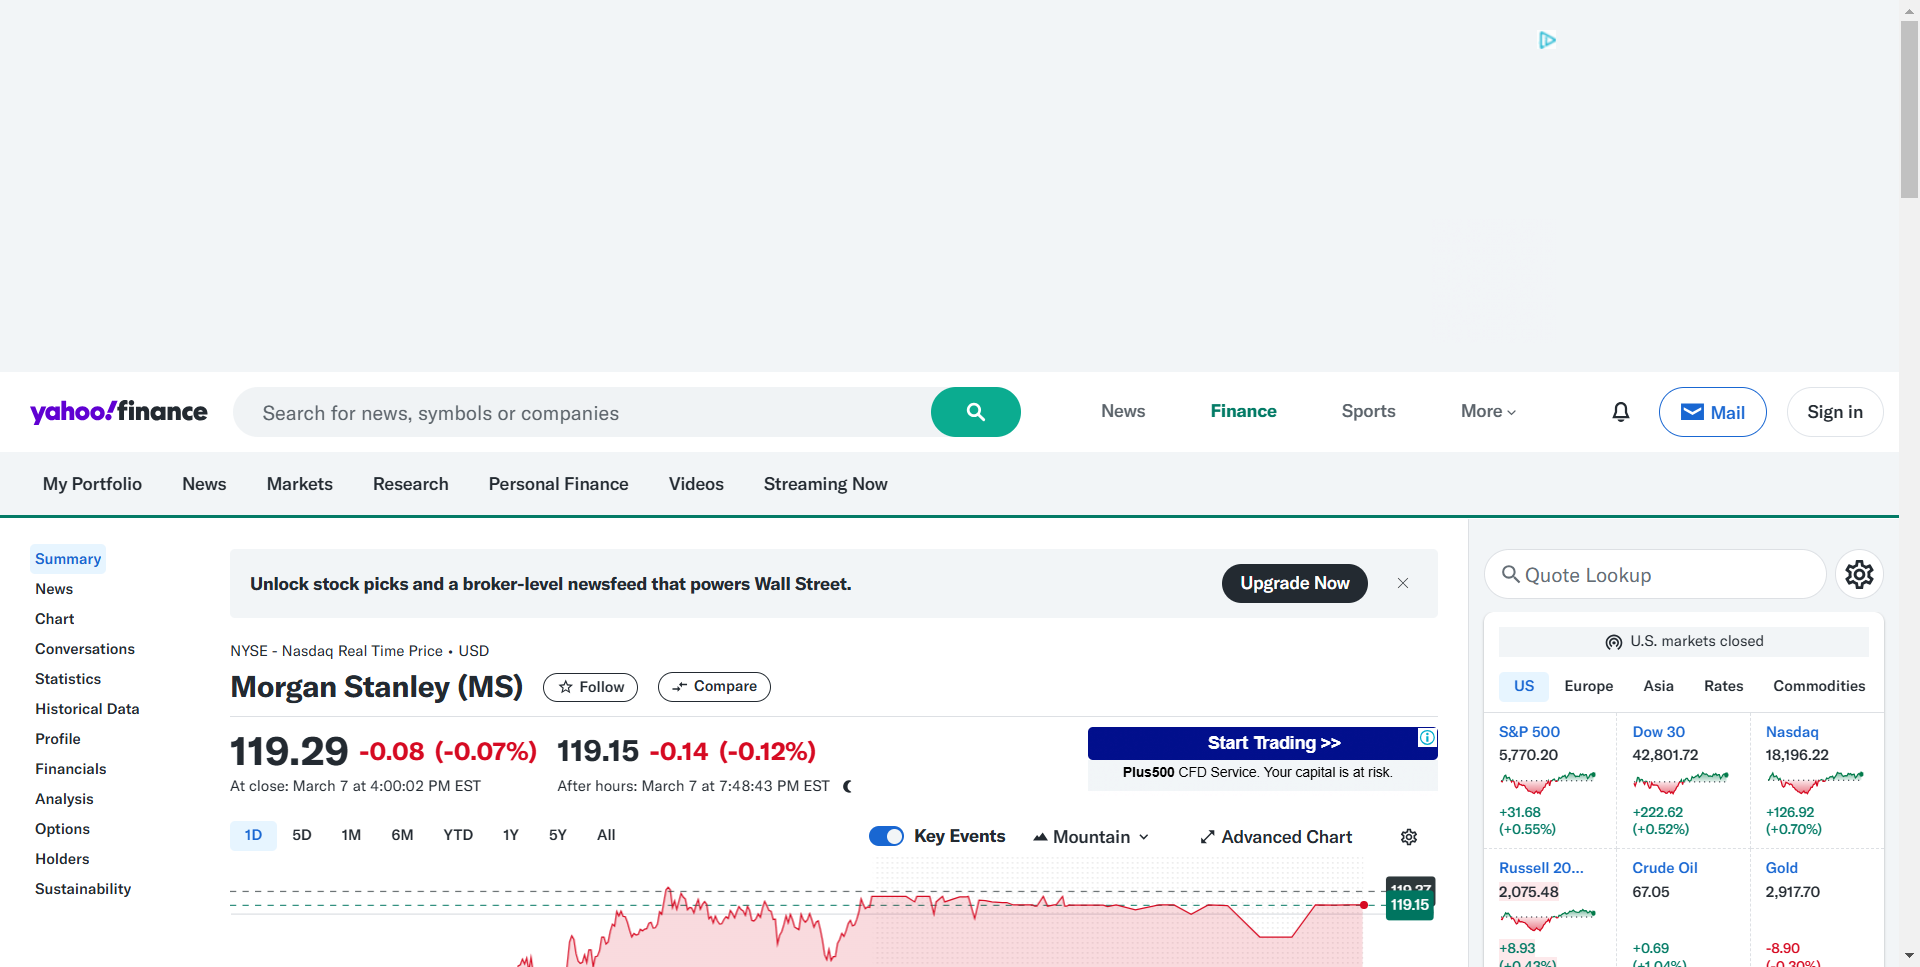 yahoo!finance
Search for news, symbols or companies
News
Finance
Sports
More
Mail
Sign in
My Portfolio
News
Markets
Research
Personal Finance
Videos
Streaming Now
Summary
News
Chart
Conversations
Statistics
Historical Data
Profile
Financials
Analysis
Options
Holders
Sustainability
Unlock stock picks and a broker-level newsfeed that powers Wall Street.
Upgrade Now
NYSE - Nasdaq Real Time Price • USD
Morgan Stanley (MS)
Follow
Compare
119.29 -0.08 (-0.07%)
At close: March 7 at 4:00:02 PM EST
119.15 -0.14 (-0.12%)
After hours: March 7 at 7:48:43 PM EST
Start Trading >>
Plus500 CFD Service. Your capital is at risk.
1D 5D 1M 6M YTD 1Y 5Y All
Key Events
Mountain
Advanced Chart
119.37
119.15
Quote Lookup
U.S. markets closed
US Europe Asia Rates Commodities
S&P 500
5,770.20
+31.68
(+0.55%)
Dow 30
42,801.72
+222.62
(+0.52%)
Nasdaq
18,196.22
+126.92
(+0.70%)
Russell 20...
2,075.48
+8.93
(+0.43%)
Crude Oil
67.05
+0.69
(+1.04%)
Gold
2,917.70
-8.90
(-0.30%)